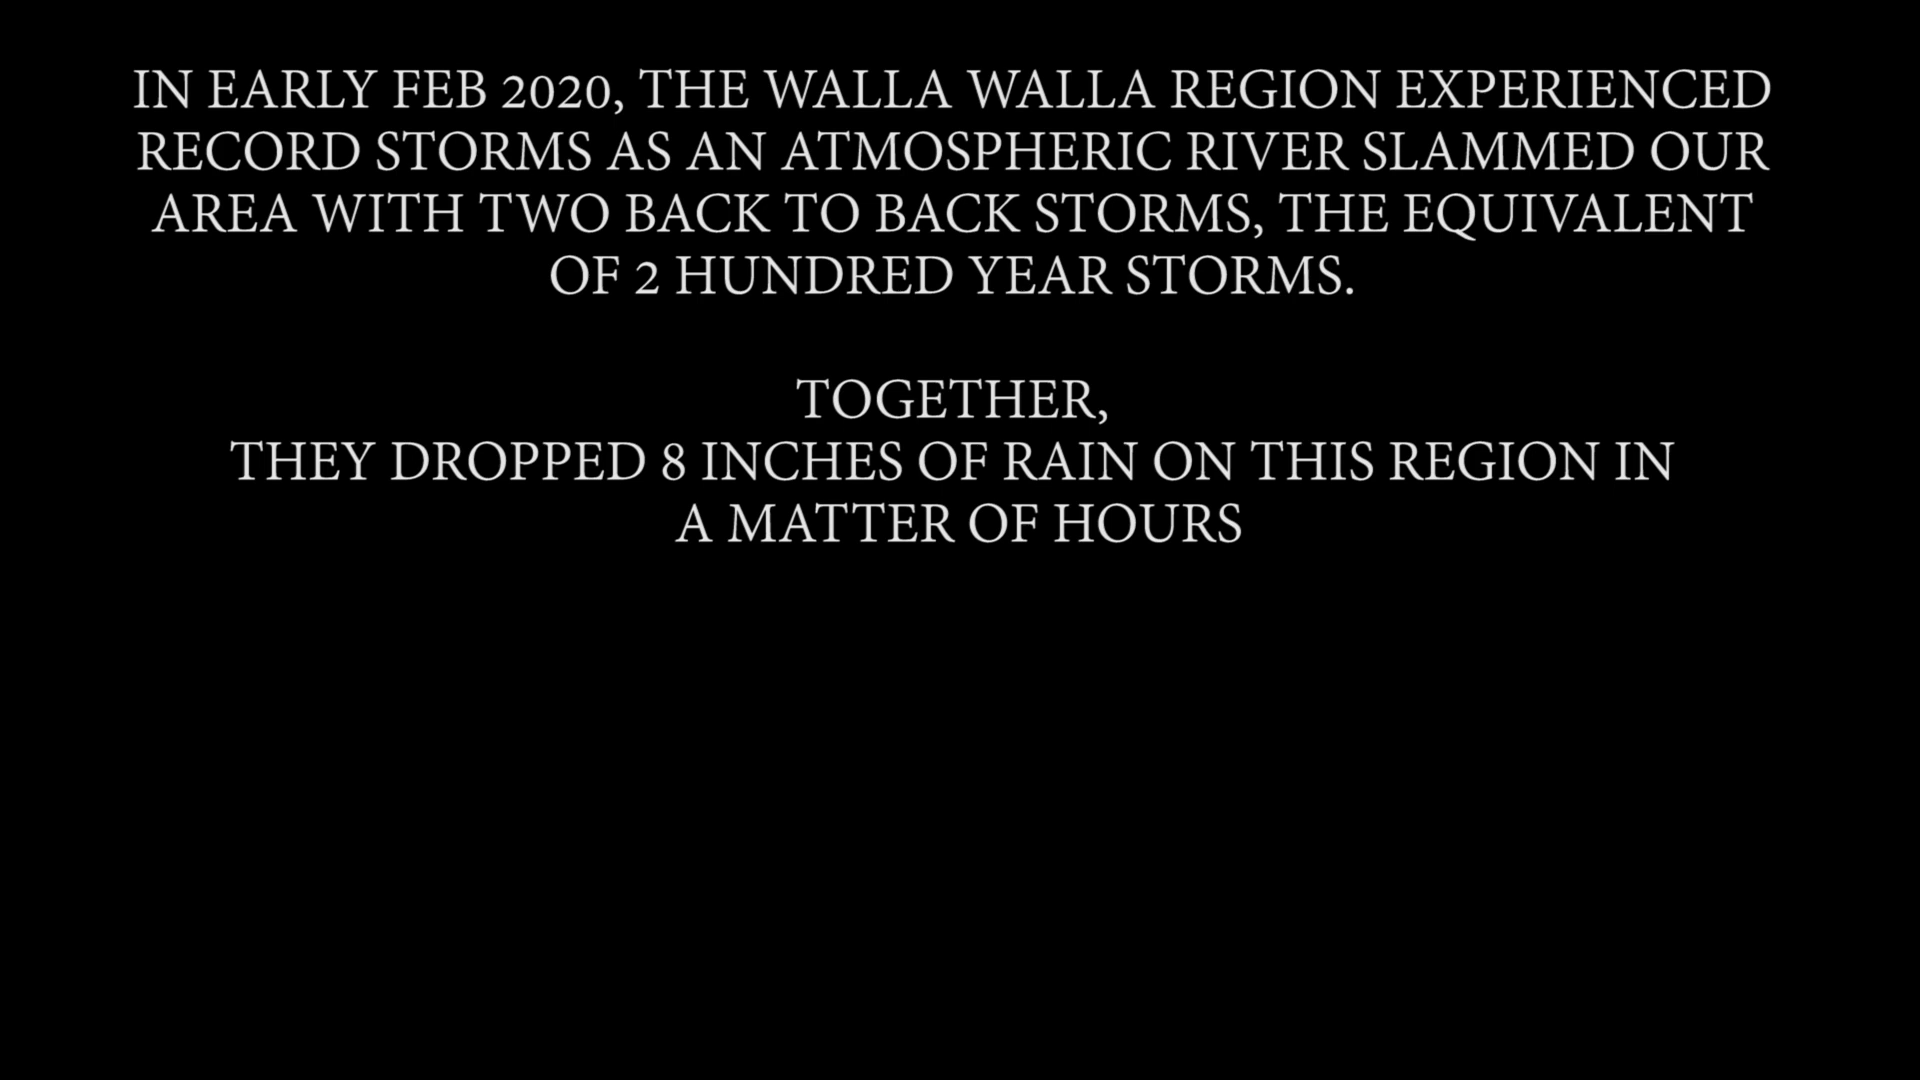 IN EARLY FEB 2020, THE WALLA WALLA REGION EXPERIENCED
RECORD STORMS AS AN ATMOSPHERIC RIVER SLAMMED OUR
AREA WITH TWO BACK TO BACK STORMS, THE EQUIVALENT
OF 2 HUNDRED YEAR STORMS.
TOGETHER,
THEY DROPPED 8 INCHES OF RAIN ON THIS REGION IN
A MATTER OF HOURS